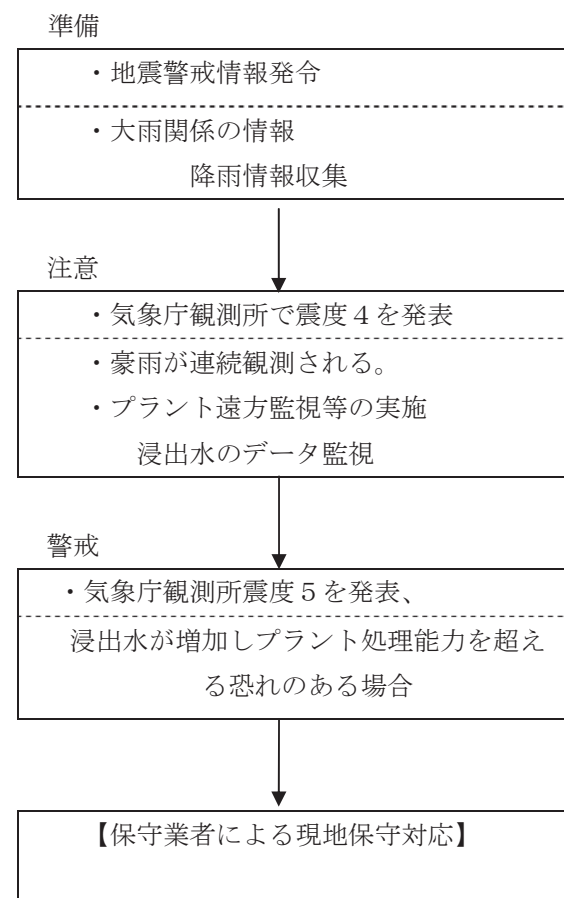 準備
・地震警戒情報発令
・大雨関係の情報
降雨情報収集
注意
・気象庁観測所で震度４を発表
・豪雨が連続観測される。
・プラント遠方監視等の実施
浸出水のデータ監視
警戒
・気象庁観測所震度５を発表、
浸出水が増加しプラント処理能力を超え
る恐れのある場合
【保守業者による現地保守対応】